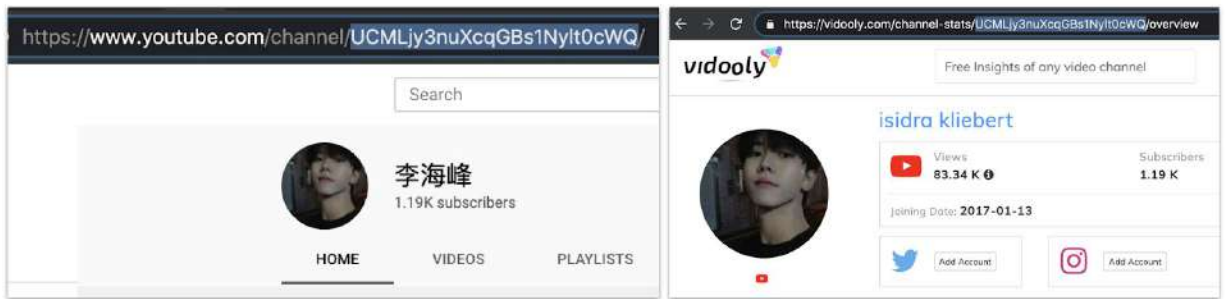 https://www.youtube.com/channel/UCMLjy3nuXcqGBs1Nylt0cWQ/
Search
李海峰
1.19K subscribers
HOME VIDEOS PLAYLISTS
https://vidooly.com/channel-stats/UCMLjy3nuXcqGBs1Nylt0cWQ/overview
vidooly
Free Insights of any video channel
isidra kliebert
Views Subscribers
83.34 K 1.19 K
Joining Date: 2017-01-13
Add Account Add Account